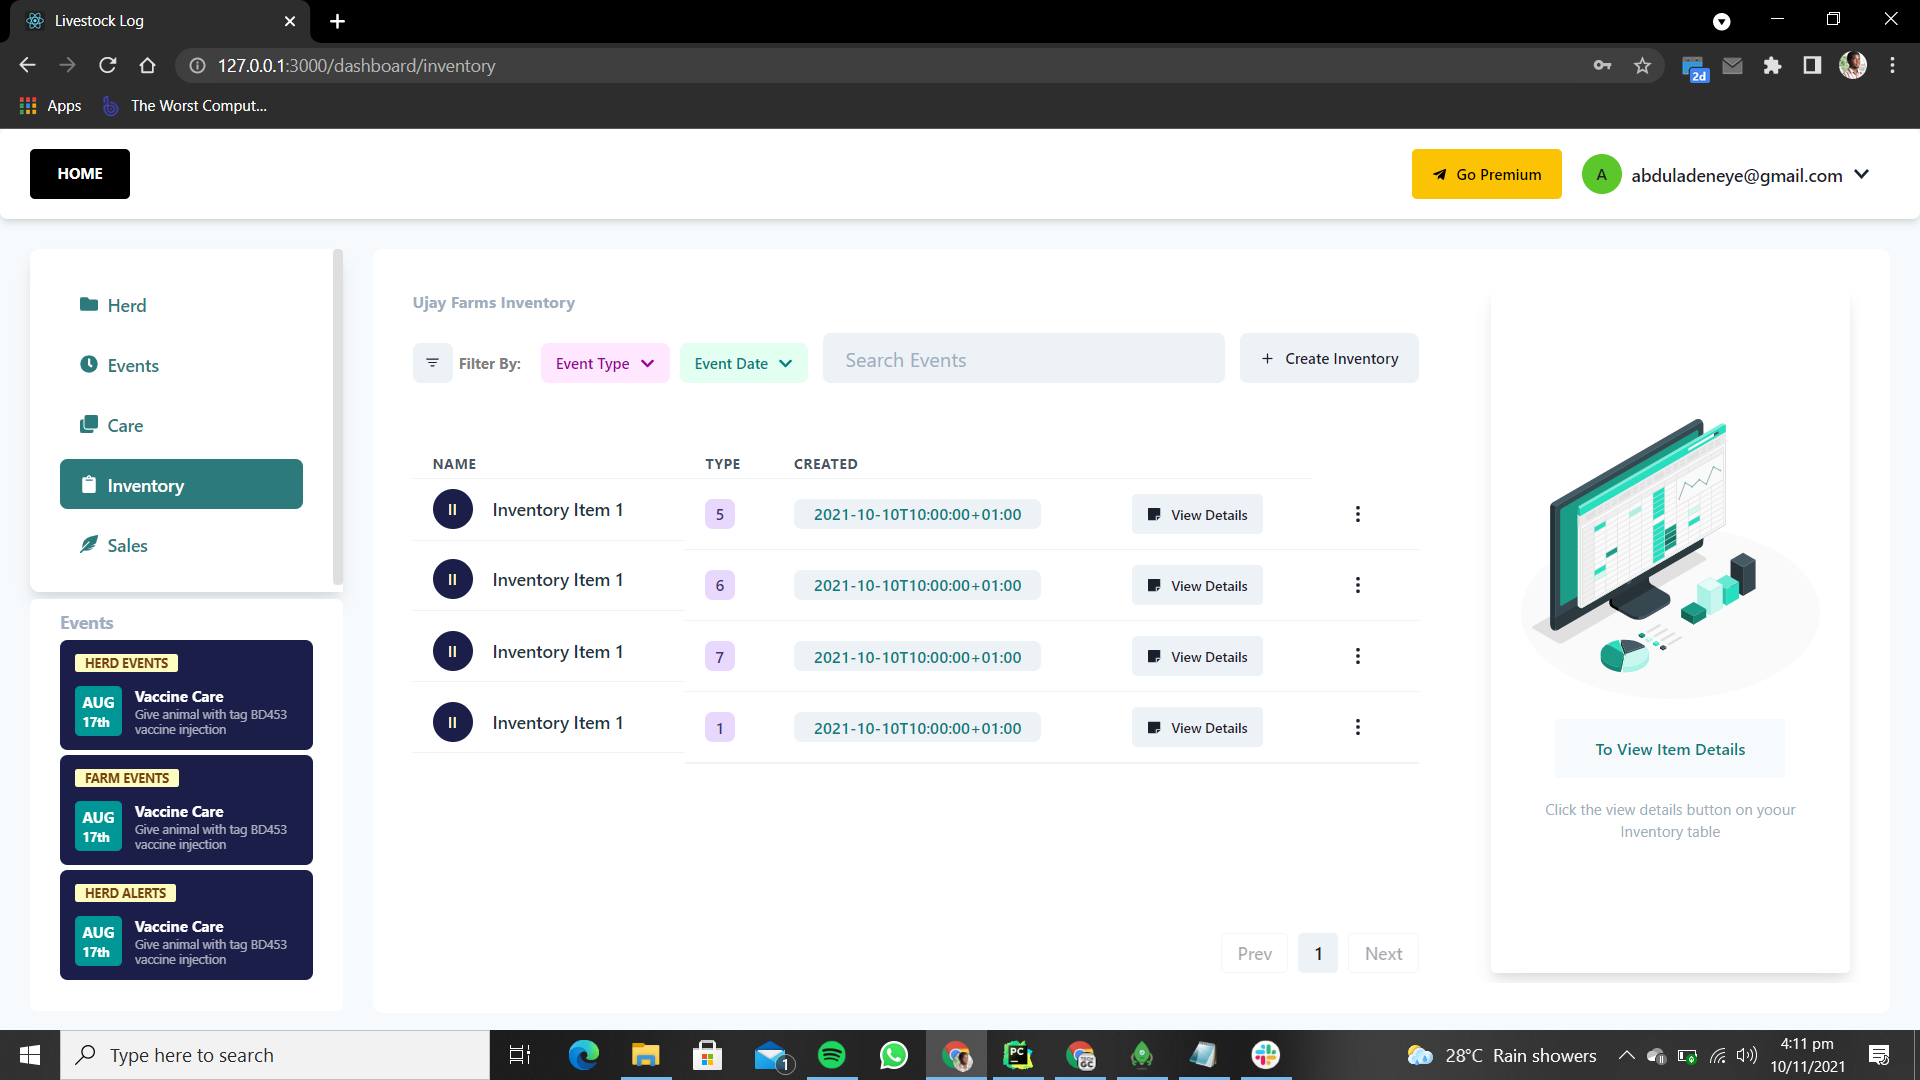 Livestock Log
127.0.0.1:3000/dashboard/inventory
2d
Apps
The Worst Comput...
HOME
Go Premium
A
abduladeneye@gmail.com
Herd
Events
Care
Inventory
Sales
Events
HERD EVENTS
AUG
17th
Vaccine Care
Give animal with tag BD453
vaccine injection
FARM EVENTS
AUG
17th
Vaccine Care
Give animal with tag BD453
vaccine injection
HERD ALERTS
AUG
17th
Vaccine Care
Give animal with tag BD453
vaccine injection
Ujay Farms Inventory
Filter By:
Event Type
Event Date
Search Events
+ Create Inventory
NAME TYPE CREATED
II Inventory Item 1 5 2021-10-10T10:00:00+01:00 View Details
II Inventory Item 1 6 2021-10-10T10:00:00+01:00 View Details
II Inventory Item 1 7 2021-10-10T10:00:00+01:00 View Details
II Inventory Item 1 1 2021-10-10T10:00:00+01:00 View Details
Prev 1 Next
To View Item Details
Click the view details button on yoour
Inventory table
Type here to search
1
PC
28°C Rain showers
4:11 pm
10/11/2021